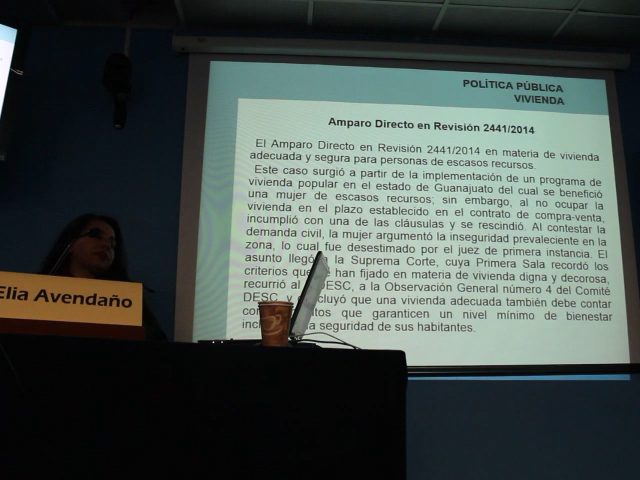 POLÍTICA PÚBLICA
VIVIENDA
Amparo Directo en Revisión 2441/2014
El Amparo Directo en Revisión 2441/2014 en materia de vivienda
adecuada y segura para personas de escasos recursos.
Este caso surgió a partir de la implementación de un programa de
vivienda popular en el estado de Guanajuato del cual se benefició
una mujer de escasos recursos; sin embargo, al no ocupar la
vivienda en el plazo establecido en el contrato de compra-venta,
incumplió con una de las cláusulas y se rescindió. Al contestar la
demanda civil, la mujer argumentó la inseguridad prevaleciente en la
zona, lo cual fue desestimado por el juez de primera instancia. El
asunto llegó la Suprema Corte, cuya Primera Sala recordó los
criterios que han fijado en materia de vivienda digna y decorosa,
recurrió al DESC, a la Observación General número 4 del Comité
DESC, y concluyó que una vivienda adecuada también debe contar
con que garanticen un nivel mínimo de bienestar
la seguridad de sus habitantes.
Elia Avendaño